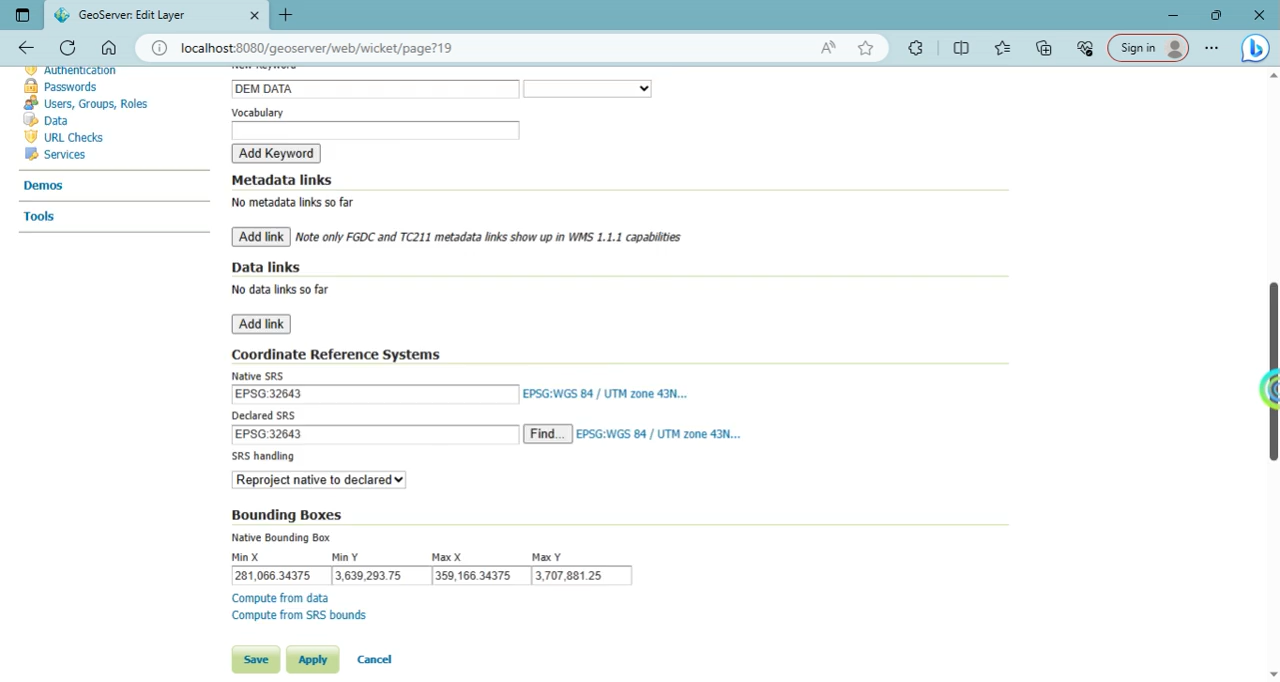 GeoServer: Edit Layer
localhost:8080/geoserver/web/wicket/page?19
Sign in
Authentication
Passwords
Users, Groups, Roles
Data
URL Checks
Services
Demos
Tools
New Keyword
DEM DATA
Vocabulary
Add Keyword
Metadata links
No metadata links so far
Add link Note only FGDC and TC211 metadata links show up in WMS 1.1.1 capabilities
Data links
No data links so far
Add link
Coordinate Reference Systems
Native SRS
EPSG:32643 EPSG:WGS 84 / UTM zone 43N...
Declared SRS
EPSG:32643 Find... EPSG:WGS 84 / UTM zone 43N...
SRS handling
Reproject native to declared
Bounding Boxes
Native Bounding Box
Min X Min Y Max X Max Y
281,066.34375 3,639,293.75 359,166.34375 3,707,881.25
Compute from data
Compute from SRS bounds
Save Apply Cancel